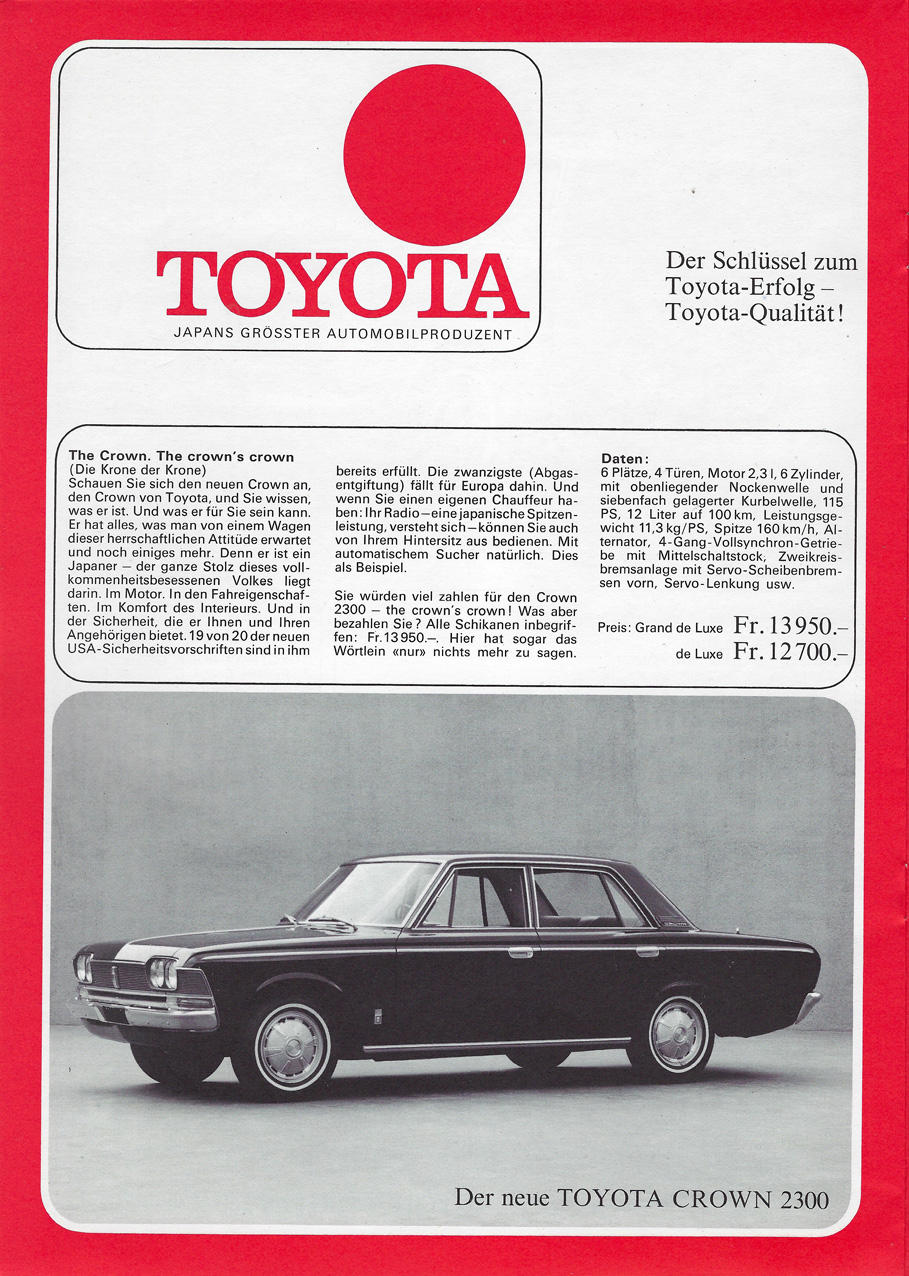 TOYOTA
JAPANS GRÖSSTER AUTOMOBILPRODUZENT
Der Schlüssel zum
Toyota-Erfolg –
Toyota-Qualität!
The Crown. The crown's crown
(Die Krone der Krone)
Schauen Sie sich den neuen Crown an,
den Crown von Toyota, und Sie wissen,
was er ist. Und was er für Sie sein kann.
Er hat alles, was man von einem Wagen
dieser herrschaftlichen Attitüde erwartet
und noch einiges mehr. Denn er ist ein
Japaner – der ganze Stolz dieses voll-
kommenheitsbesessenen Volkes liegt
darin. Im Motor. In den Fahreigenschaf-
ten. Im Komfort des Interieurs. Und in
der Sicherheit, die er Ihnen und Ihren
Angehörigen bietet. 19 von 20 der neuen
USA-Sicherheitsvorschriften sind in ihm
bereits erfüllt. Die zwanzigste (Abgas-
entgiftung) fällt für Europa dahin. Und
wenn Sie einen eigenen Chauffeur ha-
ben: Ihr Radio – eine japanische Spitzen-
leistung, versteht sich – können Sie auch
von Ihrem Hintersitz aus bedienen. Mit
automatischem Sucher natürlich. Dies
als Beispiel.
Sie würden viel zahlen für den Crown
2300 – the crown's crown! Was aber
bezahlen Sie? Alle Schikanen inbegrif-
fen: Fr. 13 950.–. Hier hat sogar das
Wörtlein «nur» nichts mehr zu sagen.
Daten:
6 Plätze, 4 Türen, Motor 2,3 l, 6 Zylinder,
mit obenliegender Nockenwelle und
siebenfach gelagerter Kurbelwelle, 115
PS, 12 Liter auf 100 km, Leistungsge-
wicht 11,3 kg/PS, Spitze 160 km/h, Al-
ternator, 4-Gang-Vollsynchron-Getrie-
be mit Mittelschaltstock, Zweikreis-
bremsanlage mit Servo-Scheibenbrem-
sen vorn, Servo-Lenkung usw.
Preis: Grand de Luxe Fr. 13 950.–
de Luxe Fr. 12 700.–
Der neue TOYOTA CROWN 2300